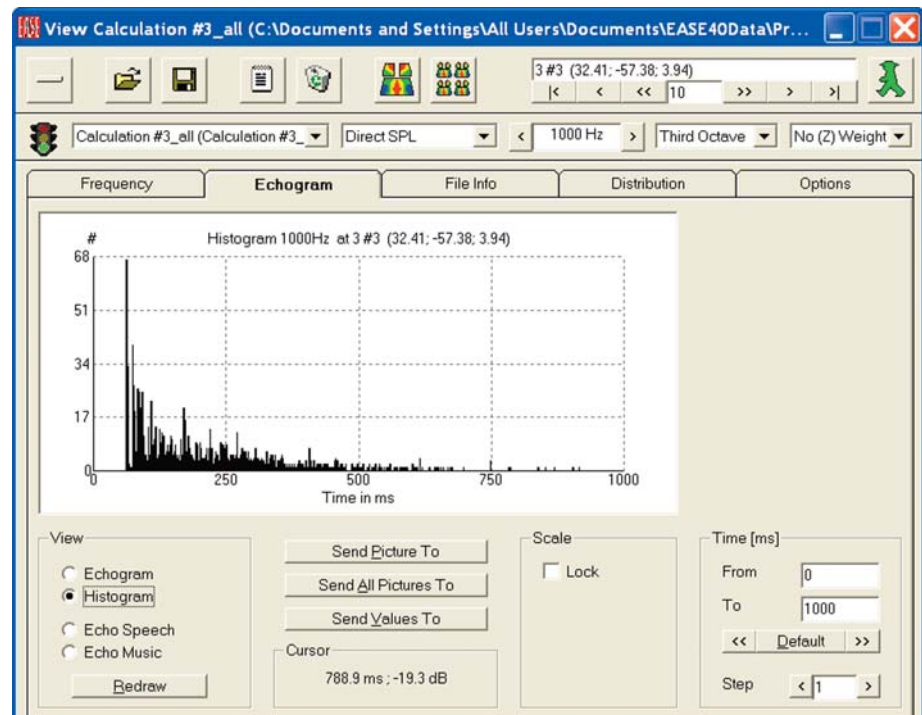 View Calculation #3_all (C:\Documents and Settings\All Users\Documents\EASE40Data\Pr...
3 #3 (32.41; -57.38; 3.94)
|< < << 10 >> > >|
Calculation #3_all (Calculation #3_ Direct SPL < 1000 Hz > Third Octave No (Z) Weight
Frequency Echogram File Info Distribution Options
# Histogram 1000Hz at 3 #3 (32.41; -57.38; 3.94)
68
51
34
17
0
0 250 500 750 1000
Time in ms
View
Echogram
Histogram
Echo Speech
Echo Music
Redraw
Send Picture To
Send All Pictures To
Send Values To
Cursor
788.9 ms ; -19.3 dB
Scale
Lock
Time [ms]
From 0
To 1000
<< Default >>
Step < 1 >